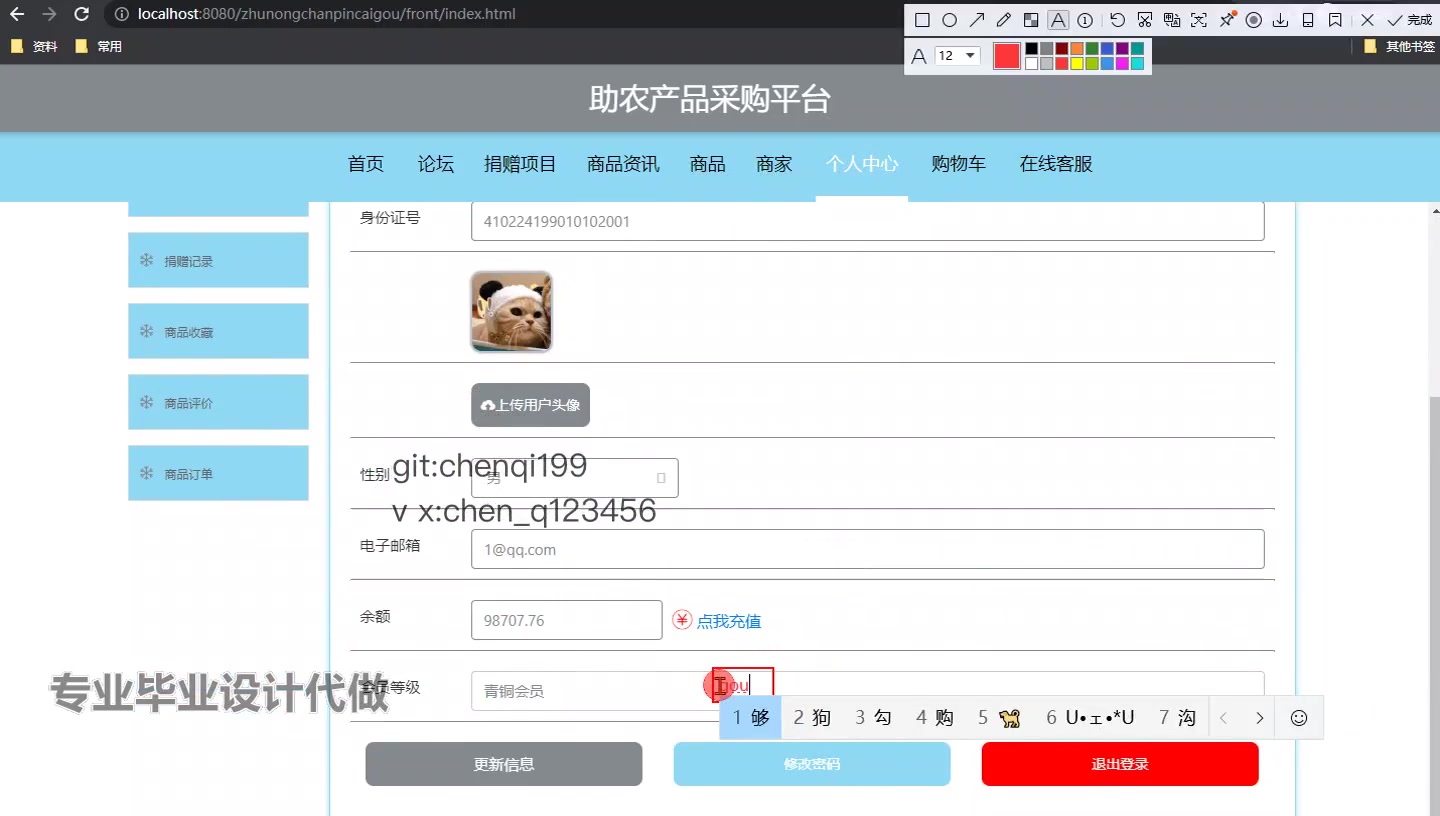 localhost:8080/zhunongchanpincaigou/front/index.html
完成
资料 常用
其他书签
A 12
助农产品采购平台
首页 论坛 捐赠项目 商品资讯 商品 商家 个人中心 购物车 在线客服
身份证号 410224199010102001
捐赠记录
商品收藏
商品评价
上传用户头像
商品订单
性别 男
git:chenqi199
v x:chen_q123456
电子邮箱 1@qq.com
余额 98707.76 点我充值
会员等级 青铜会员
专业毕业设计代做
gou
1 够 2 狗 3 勾 4 购 5 🐕 6 U•ェ•*U 7 沟
更新信息 修改密码 退出登录